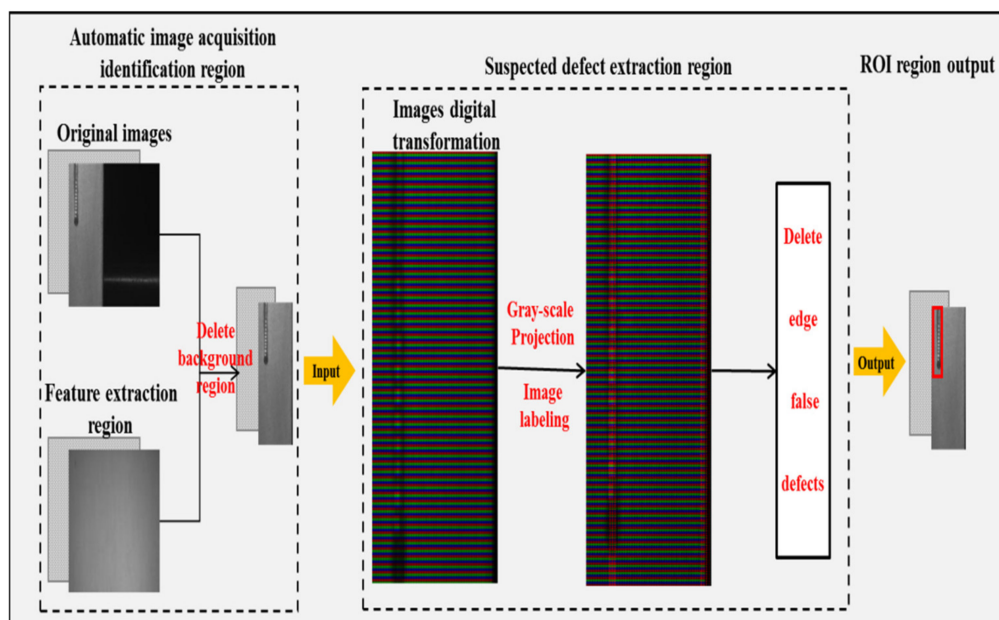 Automatic image acquisition
identification region
Original images
Feature extraction
region
Delete
background
region
Input
Suspected defect extraction region
Images digital
transformation
Gray-scale
Projection
Image
labeling
Delete
edge
false
defects
Output
ROI region output